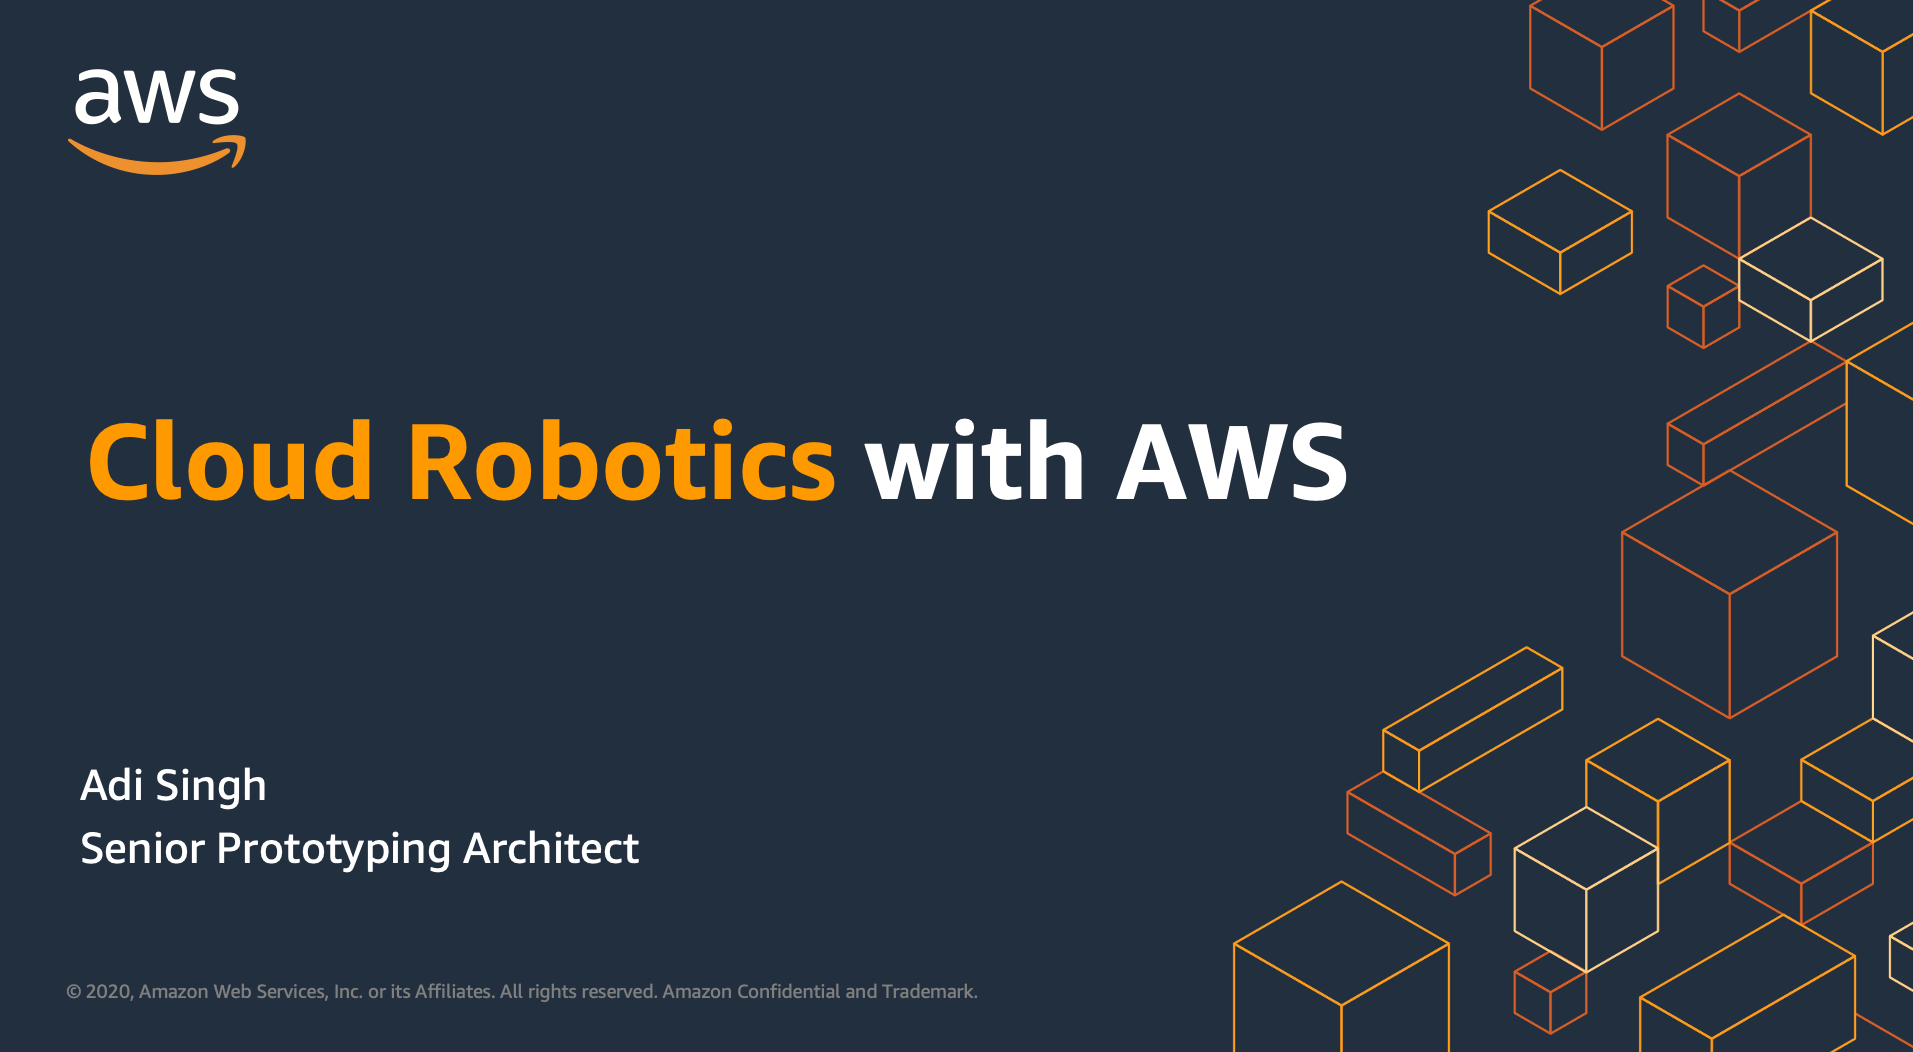 aws
Cloud Robotics with AWS
Adi Singh
Senior Prototyping Architect
© 2020, Amazon Web Services, Inc. or its Affiliates. All rights reserved. Amazon Confidential and Trademark.